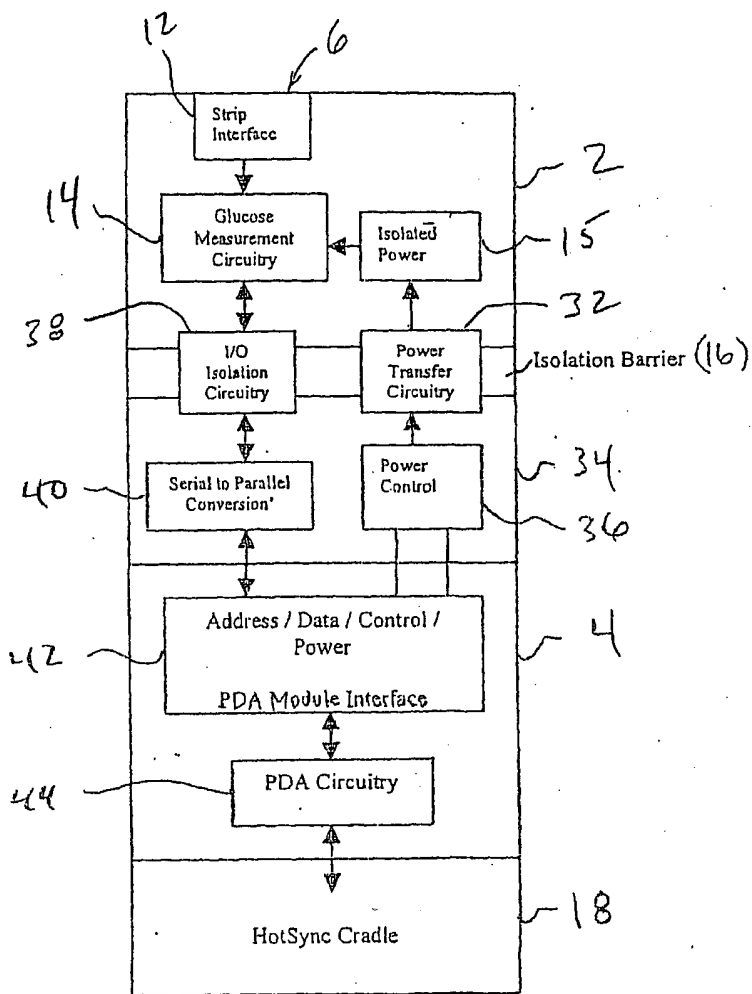 12
6
Strip
Interface
2
14
Glucose
Measurement
Circuitry
Isolated
Power
15
38
32
I/O
Isolation
Circuitry
Power
Transfer
Circuitry
Isolation Barrier (16)
40
Serial to Parallel
Conversion
Power
Control
34
36
42
Address / Data / Control /
Power
PDA Module Interface
4
44
PDA Circuitry
HotSync Cradle
18